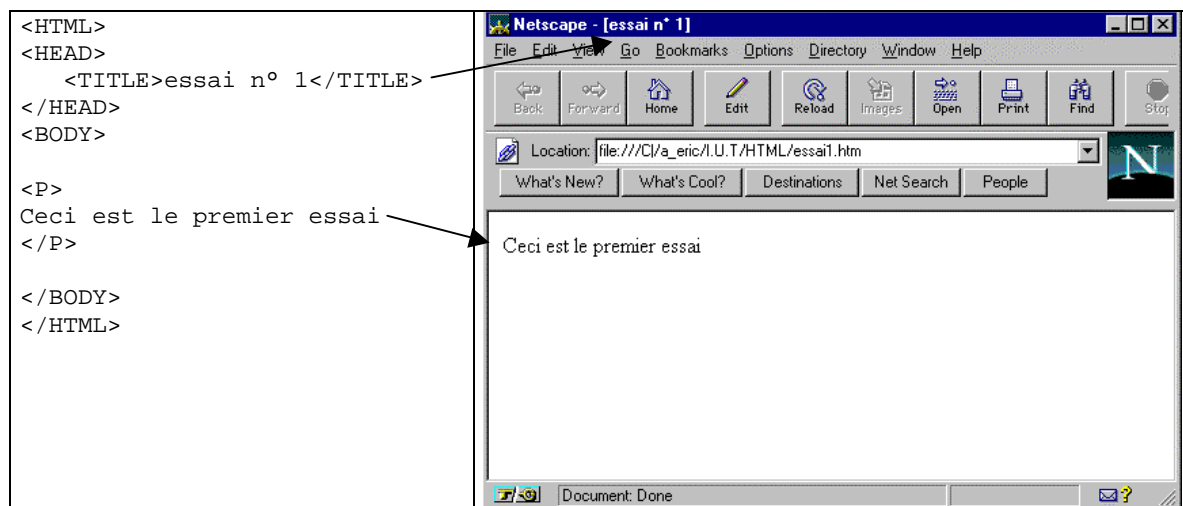 <HTML>
<HEAD>
<TITLE>essai n° 1</TITLE>
</HEAD>
<BODY>
<P>
Ceci est le premier essai
</P>
</BODY>
</HTML>
Netscape - [essai n° 1]
File Edit View Go Bookmarks Options Directory Window Help
Back Forward Home Edit Reload Images Open Print Find Stop
Location: file:///C|/a_eric/I.U.T/HTML/essai1.htm
N
What's New? What's Cool? Destinations Net Search People
Ceci est le premier essai
Document: Done